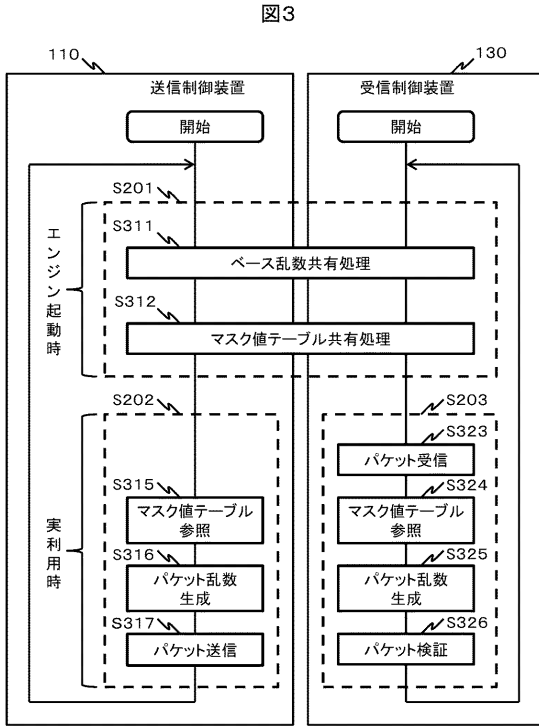 図3
110
130
送信制御装置
受信制御装置
開始
開始
S201
エンジン起動時
S311
ベース乱数共有処理
S312
マスク値テーブル共有処理
S202
S203
実利用時
S323
パケット受信
S315
マスク値テーブル
参照
S324
マスク値テーブル
参照
S316
パケット乱数
生成
S325
パケット乱数
生成
S317
パケット送信
S326
パケット検証